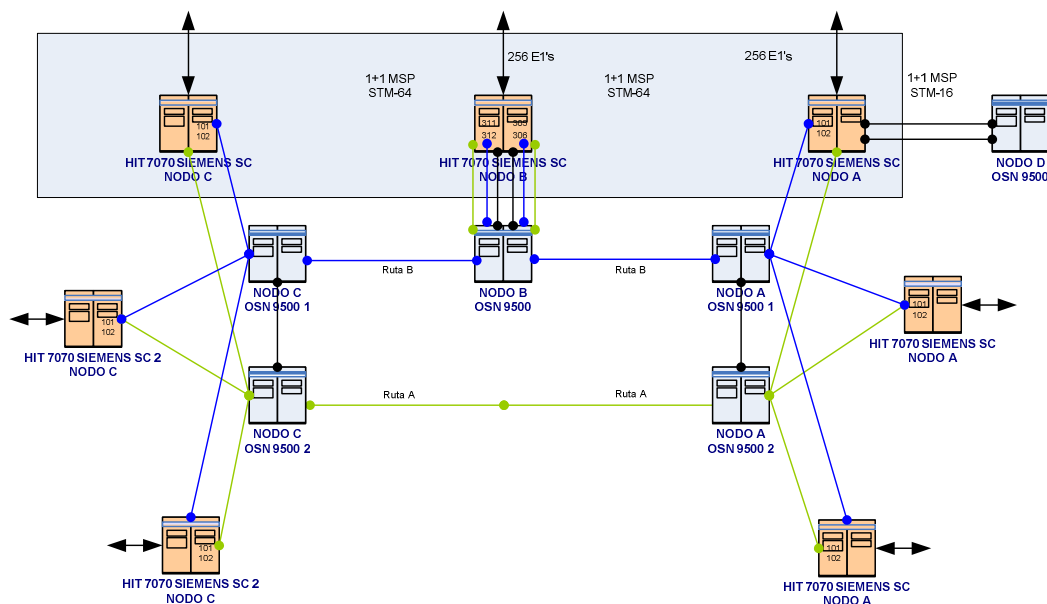 256 E1's
256 E1's
1+1 MSP
STM-64
1+1 MSP
STM-64
1+1 MSP
STM-16
101
102
311
312
305
306
101
102
HIT 7070 SIEMENS SC
NODO C
HIT 7070 SIEMENS SC
NODO B
HIT 7070 SIEMENS SC
NODO A
NODO D
OSN 9500
Ruta B
Ruta B
NODO C
OSN 9500 1
NODO B
OSN 9500
NODO A
OSN 9500 1
101
102
101
102
HIT 7070 SIEMENS SC 2
NODO C
HIT 7070 SIEMENS SC
NODO A
Ruta A
Ruta A
NODO C
OSN 9500 2
NODO A
OSN 9500 2
101
102
101
102
HIT 7070 SIEMENS SC 2
NODO C
HIT 7070 SIEMENS SC
NODO A